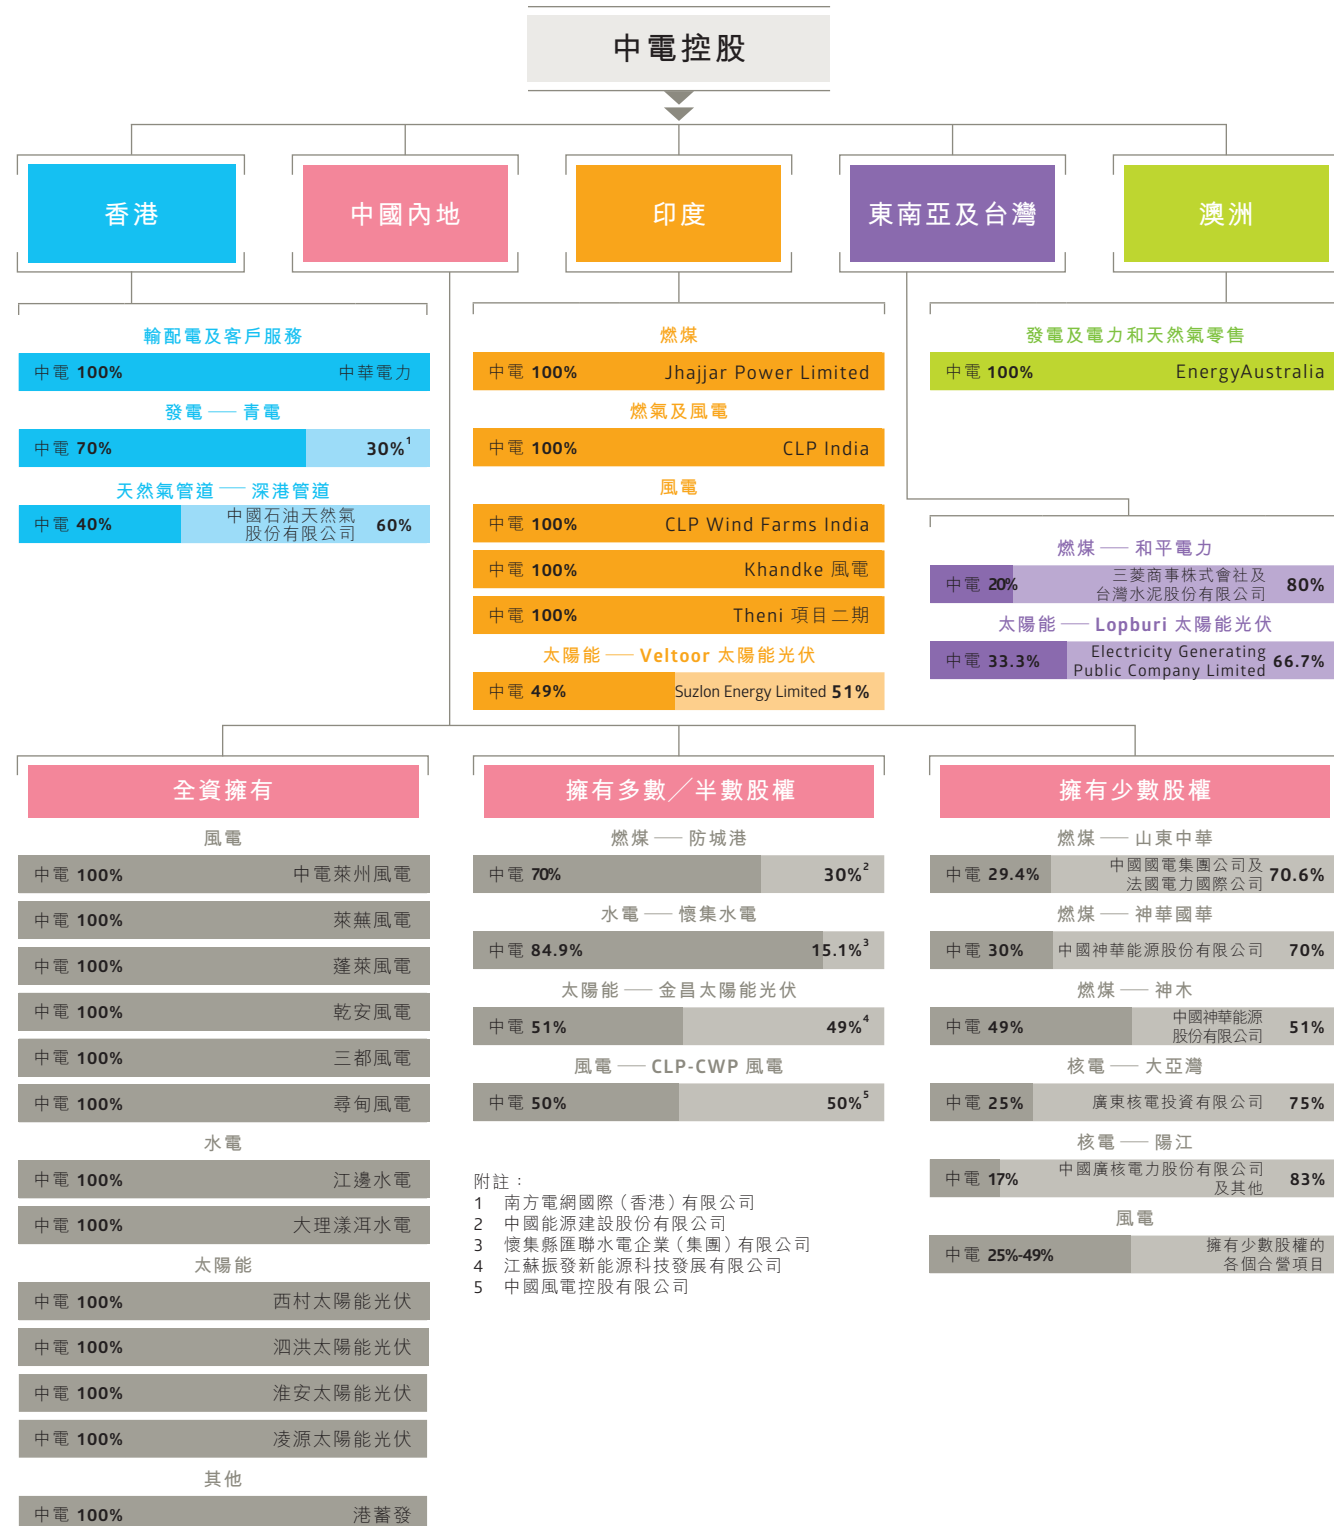 中電控股
香港
中國內地
印度
東南亞及台灣
澳洲
輸配電及客戶服務
中電 100% 中華電力
發電 — 青電
中電 70% 30%¹
天然氣管道 — 深港管道
中電 40% 中國石油天然氣
股份有限公司 60%
燃煤
中電 100% Jhajjar Power Limited
燃氣及風電
中電 100% CLP India
風電
中電 100% CLP Wind Farms India
中電 100% Khandke 風電
中電 100% Theni 項目二期
太陽能 — Veltoor 太陽能光伏
中電 49% Suzlon Energy Limited 51%
發電及電力和天然氣零售
中電 100% EnergyAustralia
燃煤 — 和平電力
中電 20% 三菱商事株式會社及
台灣水泥股份有限公司 80%
太陽能 — Lopburi 太陽能光伏
中電 33.3% Electricity Generating
Public Company Limited 66.7%
全資擁有
風電
中電 100% 中電萊州風電
中電 100% 萊蕪風電
中電 100% 蓬萊風電
中電 100% 乾安風電
中電 100% 三都風電
中電 100% 尋甸風電
水電
中電 100% 江邊水電
中電 100% 大理漾洱水電
太陽能
中電 100% 西村太陽能光伏
中電 100% 泗洪太陽能光伏
中電 100% 淮安太陽能光伏
中電 100% 凌源太陽能光伏
其他
中電 100% 港蓄發
擁有多數／半數股權
燃煤 — 防城港
中電 70% 30%²
水電 — 懷集水電
中電 84.9% 15.1%³
太陽能 — 金昌太陽能光伏
中電 51% 49%⁴
風電 — CLP-CWP 風電
中電 50% 50%⁵
附註：
1 南方電網國際（香港）有限公司
2 中國能源建設股份有限公司
3 懷集縣匯聯水電企業（集團）有限公司
4 江蘇振發新能源科技發展有限公司
5 中國風電控股有限公司
擁有少數股權
燃煤 — 山東中華
中電 29.4% 中國國電集團公司及
法國電力國際公司 70.6%
燃煤 — 神華國華
中電 30% 中國神華能源股份有限公司 70%
燃煤 — 神木
中電 49% 中國神華能源
股份有限公司 51%
核電 — 大亞灣
中電 25% 廣東核電投資有限公司 75%
核電 — 陽江
中電 17% 中國廣核電力股份有限公司
及其他 83%
風電
中電 25%-49% 擁有少數股權的
各個合營項目